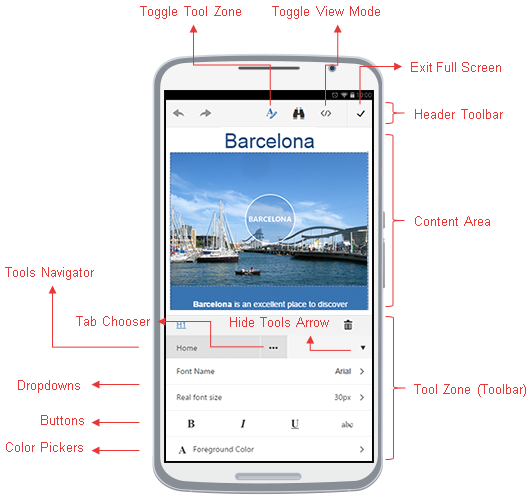 Toggle Tool Zone
Toggle View Mode
Exit Full Screen
Header Toolbar
Barcelona
BARCELONA
Content Area
Barcelona is an excellent place to discover
Tools Navigator
Tab Chooser
H1
Hide Tools Arrow
Home
•••
Font Name
Arial
Dropdowns
Tool Zone (Toolbar)
Real font size
30px
Buttons
B
I
U
abc
Color Pickers
A
Foreground Color